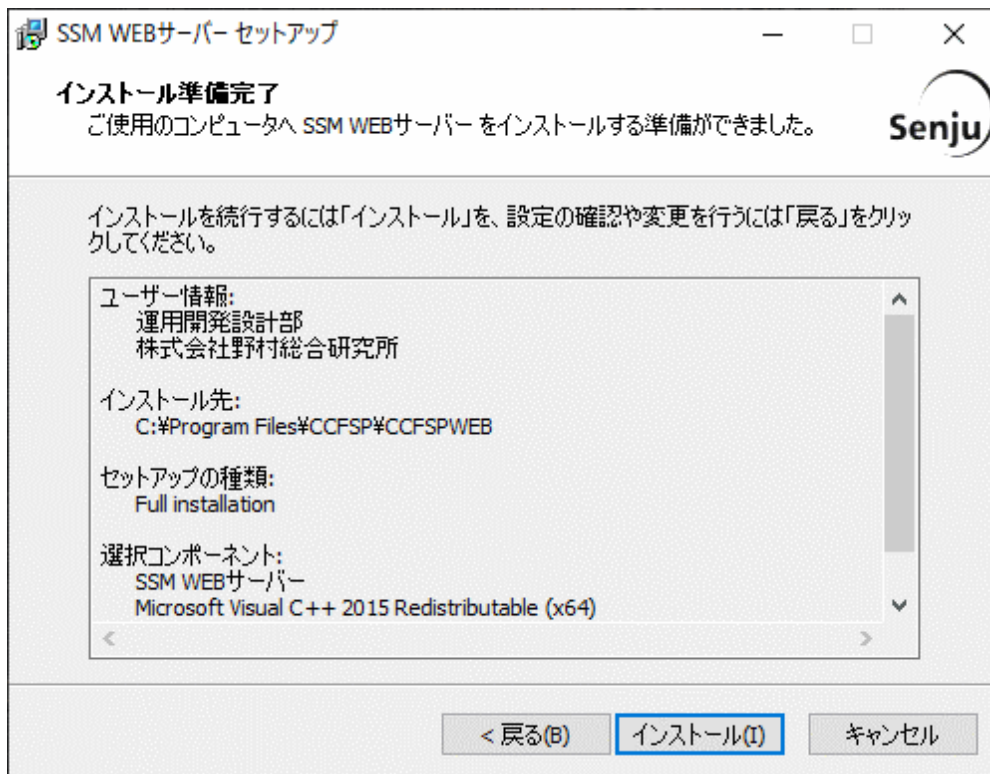 SSM WEBサーバー セットアップ
インストール準備完了
ご使用のコンピュータへ SSM WEBサーバー をインストールする準備ができました。
Senju
インストールを続行するには「インストール」を、設定の確認や変更を行うには「戻る」をクリッ
クしてください。
ユーザー情報:
運用開発設計部
株式会社野村総合研究所
インストール先:
C:¥Program Files¥CCFSP¥CCFSPWEB
セットアップの種類:
Full installation
選択コンポーネント:
SSM WEBサーバー
Microsoft Visual C++ 2015 Redistributable (x64)
< 戻る(B)
インストール(I)
キャンセル